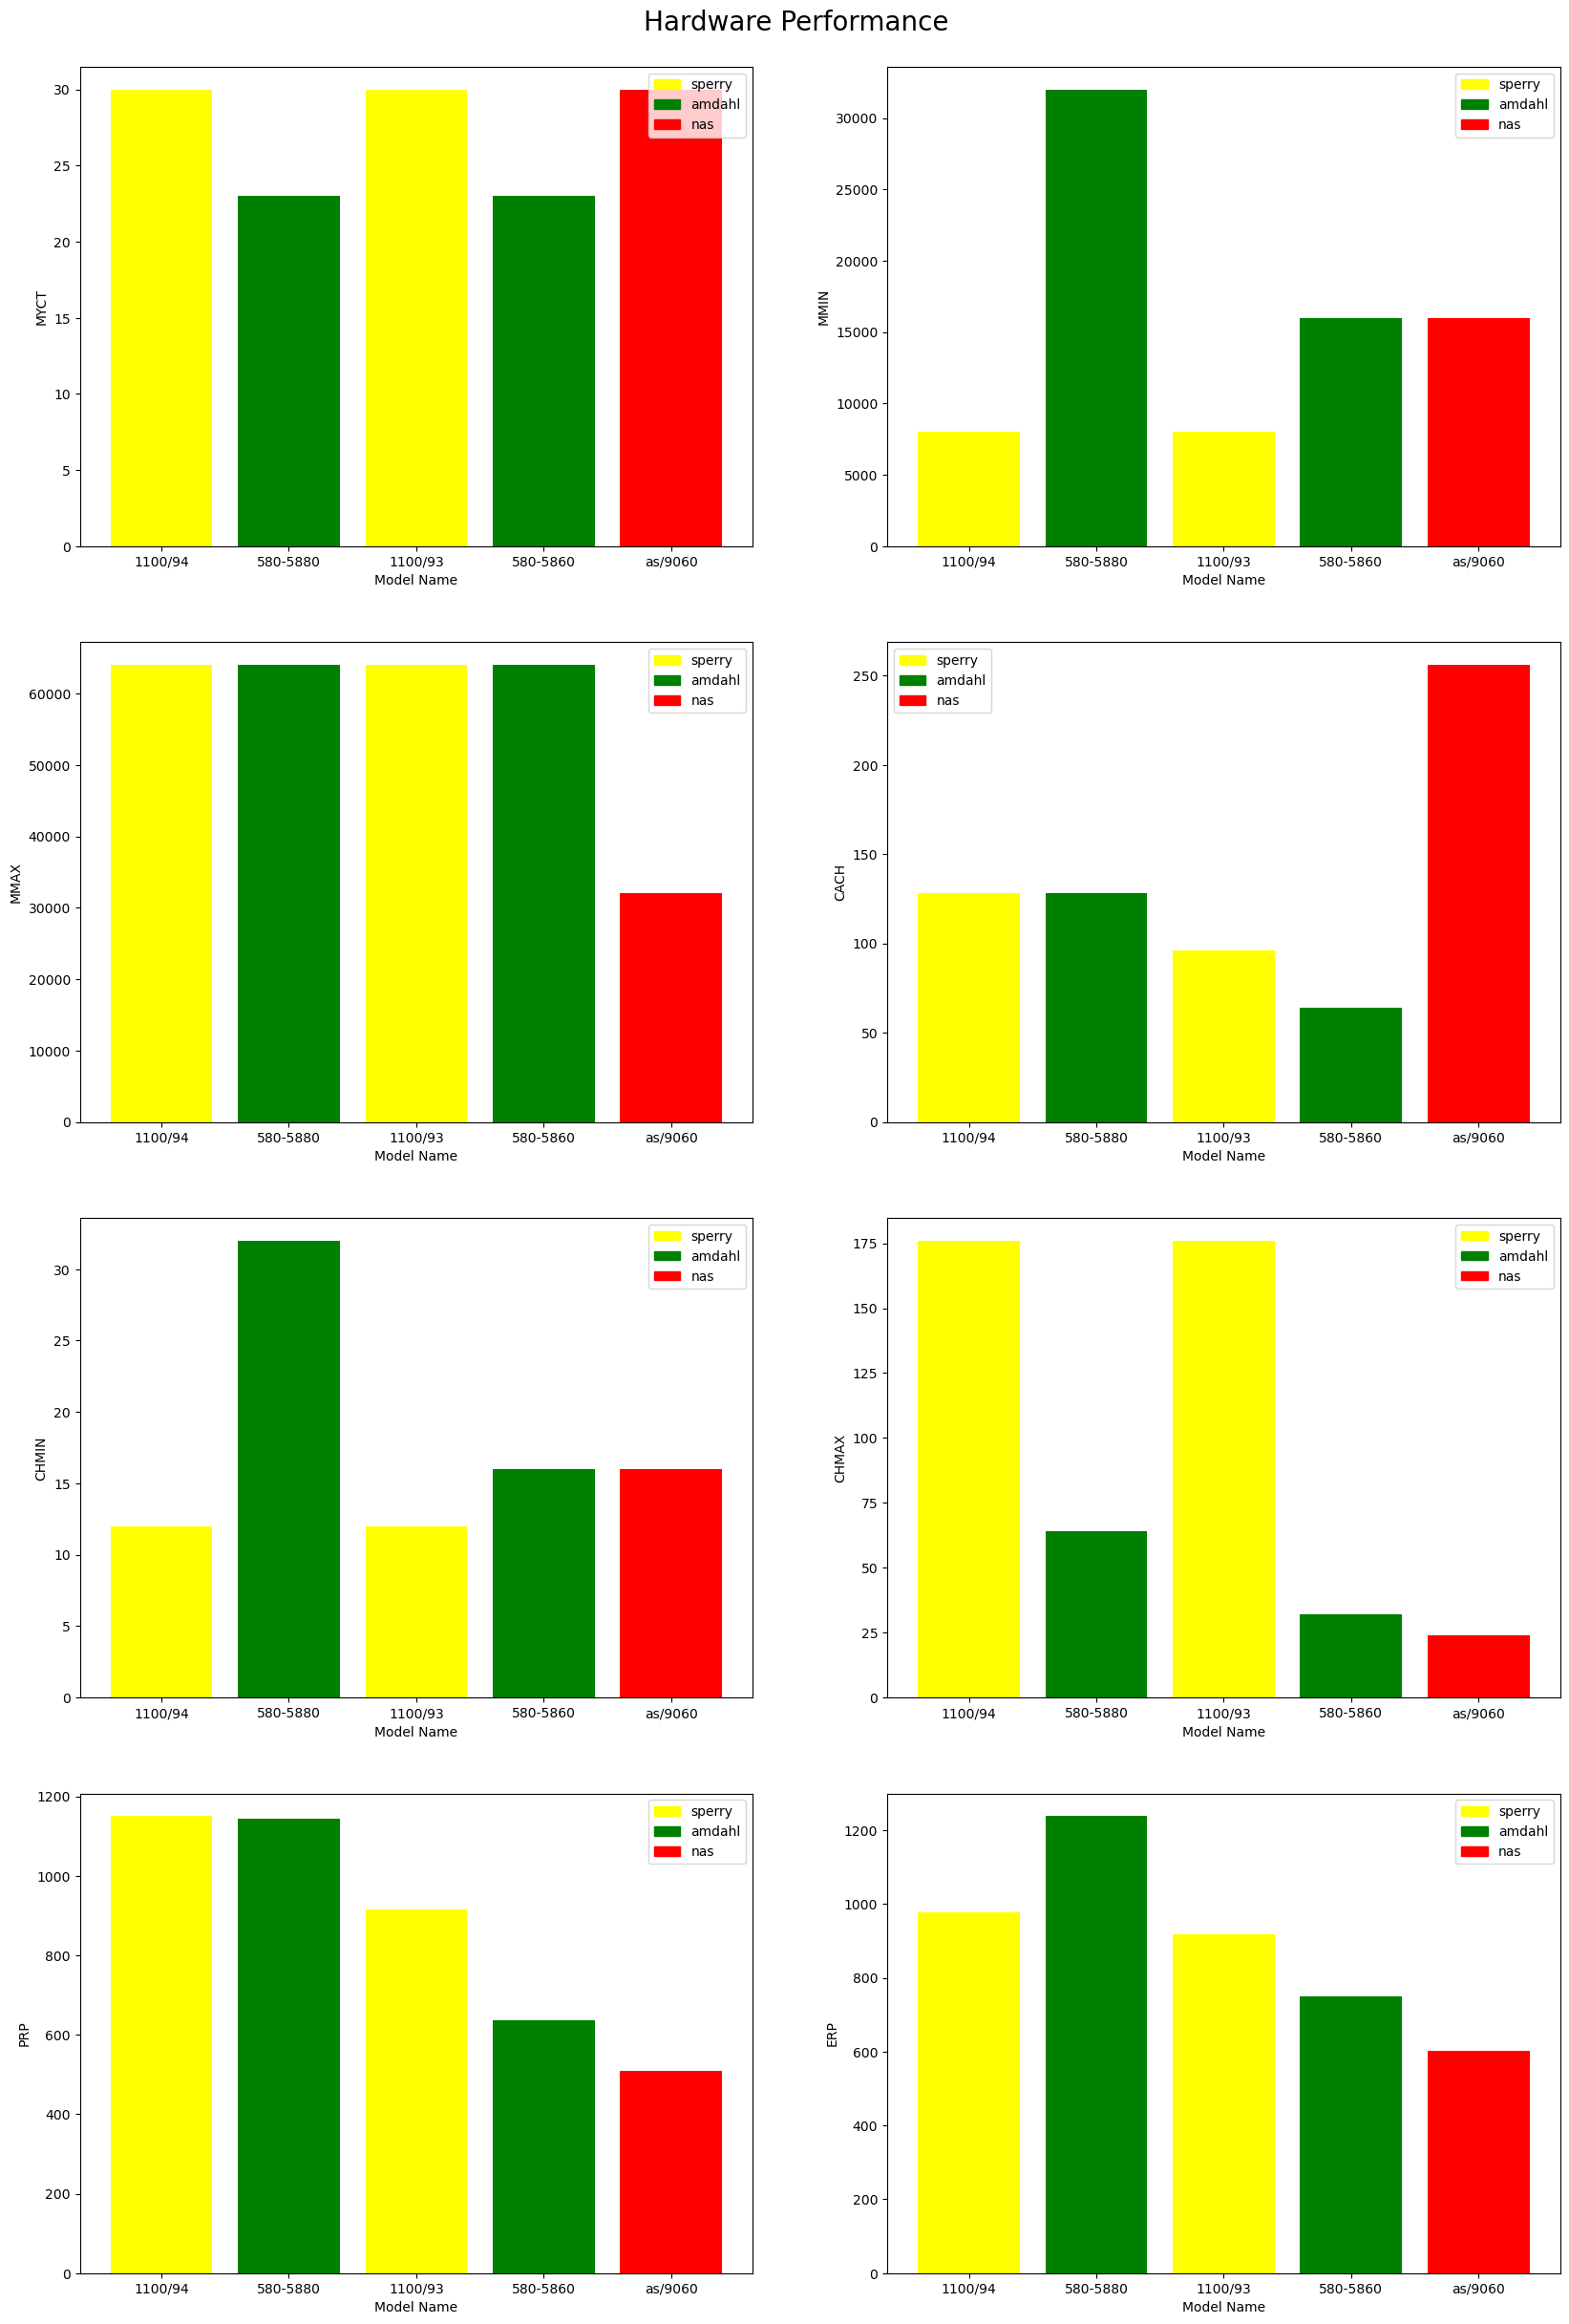 Hardware Performance
sperry
amdahl
nas
30
25
20
15
10
5
0
MYCT
1100/94 580-5880 1100/93 580-5860 as/9060
Model Name
sperry
amdahl
nas
30000
25000
20000
15000
10000
5000
0
MMIN
1100/94 580-5880 1100/93 580-5860 as/9060
Model Name
sperry
amdahl
nas
60000
50000
40000
30000
20000
10000
0
MMAX
1100/94 580-5880 1100/93 580-5860 as/9060
Model Name
sperry
amdahl
nas
250
200
150
100
50
0
CACH
1100/94 580-5880 1100/93 580-5860 as/9060
Model Name
sperry
amdahl
nas
30
25
20
15
10
5
0
CHMIN
1100/94 580-5880 1100/93 580-5860 as/9060
Model Name
sperry
amdahl
nas
175
150
125
100
75
50
25
0
CHMAX
1100/94 580-5880 1100/93 580-5860 as/9060
Model Name
sperry
amdahl
nas
1200
1000
800
600
400
200
0
PRP
1100/94 580-5880 1100/93 580-5860 as/9060
Model Name
sperry
amdahl
nas
1200
1000
800
600
400
200
0
ERP
1100/94 580-5880 1100/93 580-5860 as/9060
Model Name